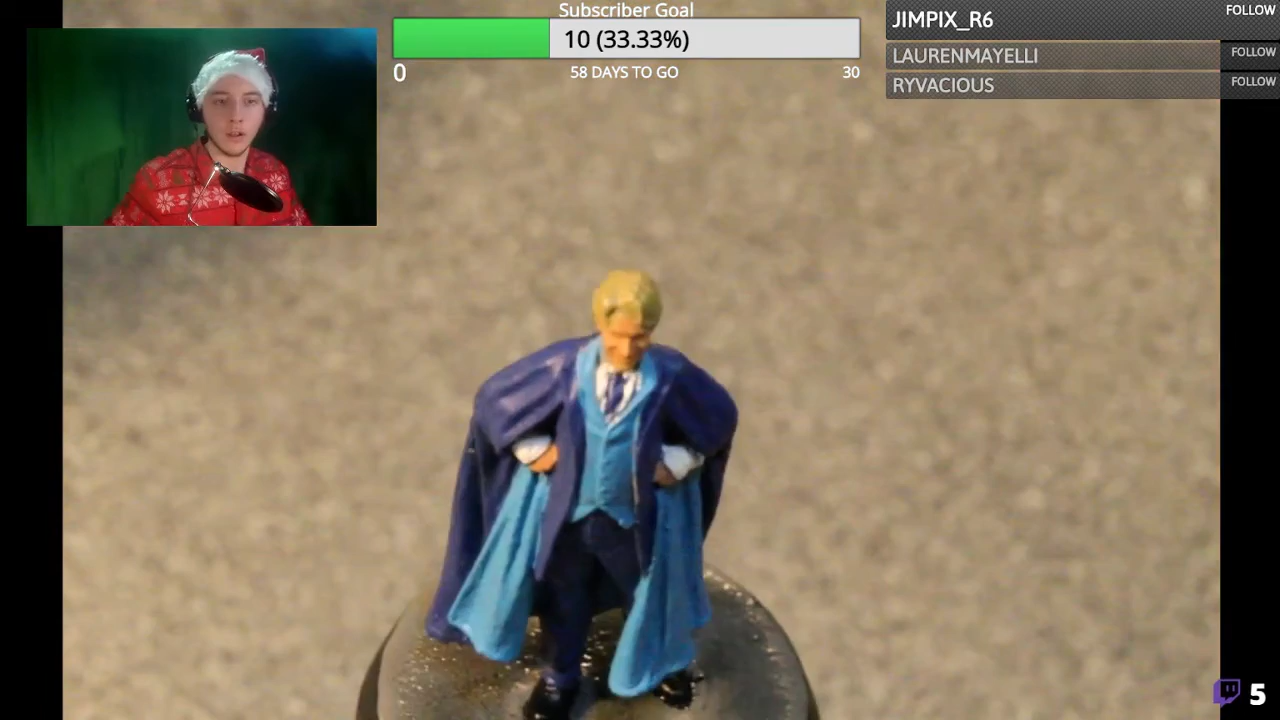 Subscriber Goal
10 (33.33%)
0
58 DAYS TO GO
30
JIMPIX_R6
FOLLOW
LAURENMAYELLI
FOLLOW
RYVACIOUS
FOLLOW
5